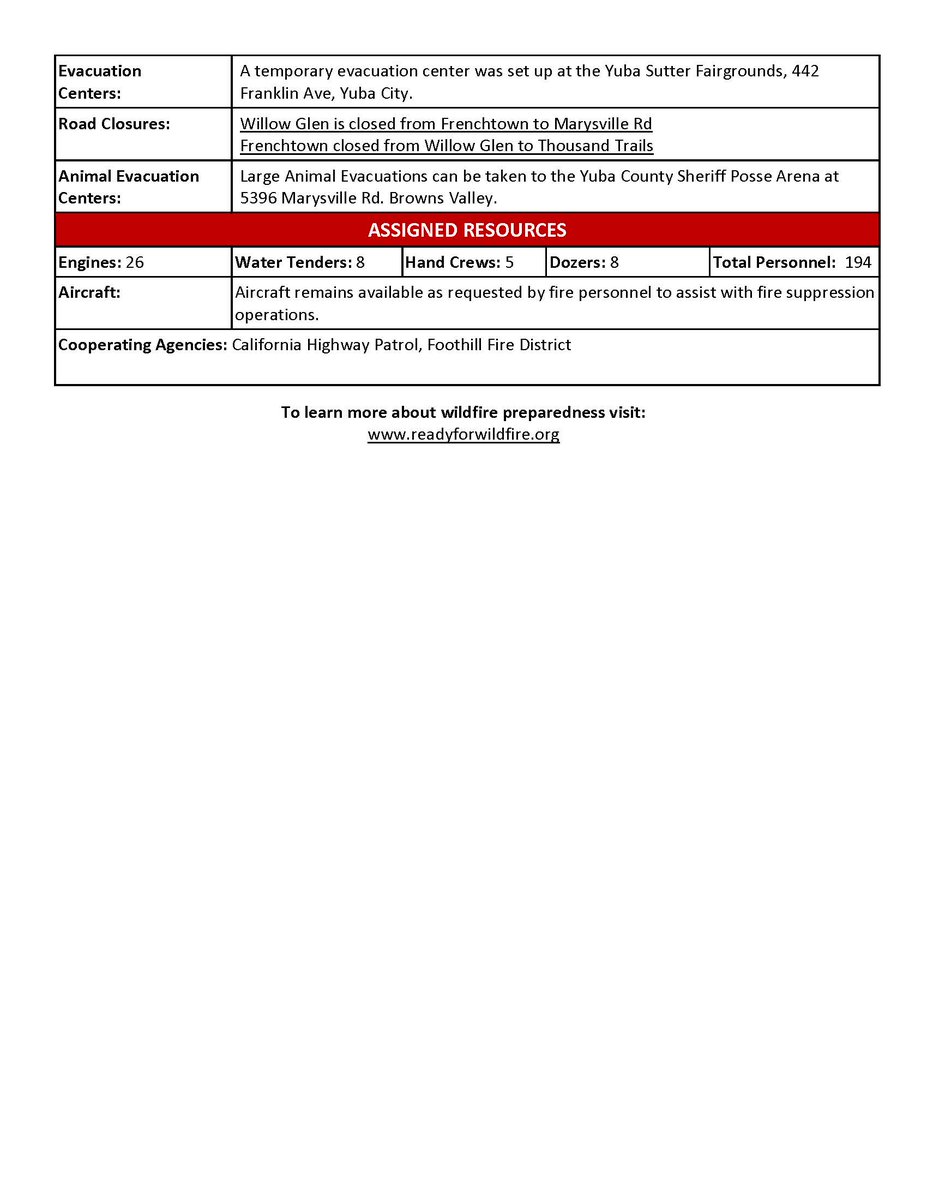 Evacuation
Centers:
A temporary evacuation center was set up at the Yuba Sutter Fairgrounds, 442
Franklin Ave, Yuba City.
Road Closures:
Willow Glen is closed from Frenchtown to Marysville Rd
Frenchtown closed from Willow Glen to Thousand Trails
Animal Evacuation
Centers:
Large Animal Evacuations can be taken to the Yuba County Sheriff Posse Arena at
5396 Marysville Rd. Browns Valley.
ASSIGNED RESOURCES
Engines: 26
Water Tenders: 8
Hand Crews: 5
Dozers: 8
Total Personnel: 194
Aircraft:
Aircraft remains available as requested by fire personnel to assist with fire suppression
operations.
Cooperating Agencies: California Highway Patrol, Foothill Fire District
To learn more about wildfire preparedness visit:
www.readyforwildfire.org